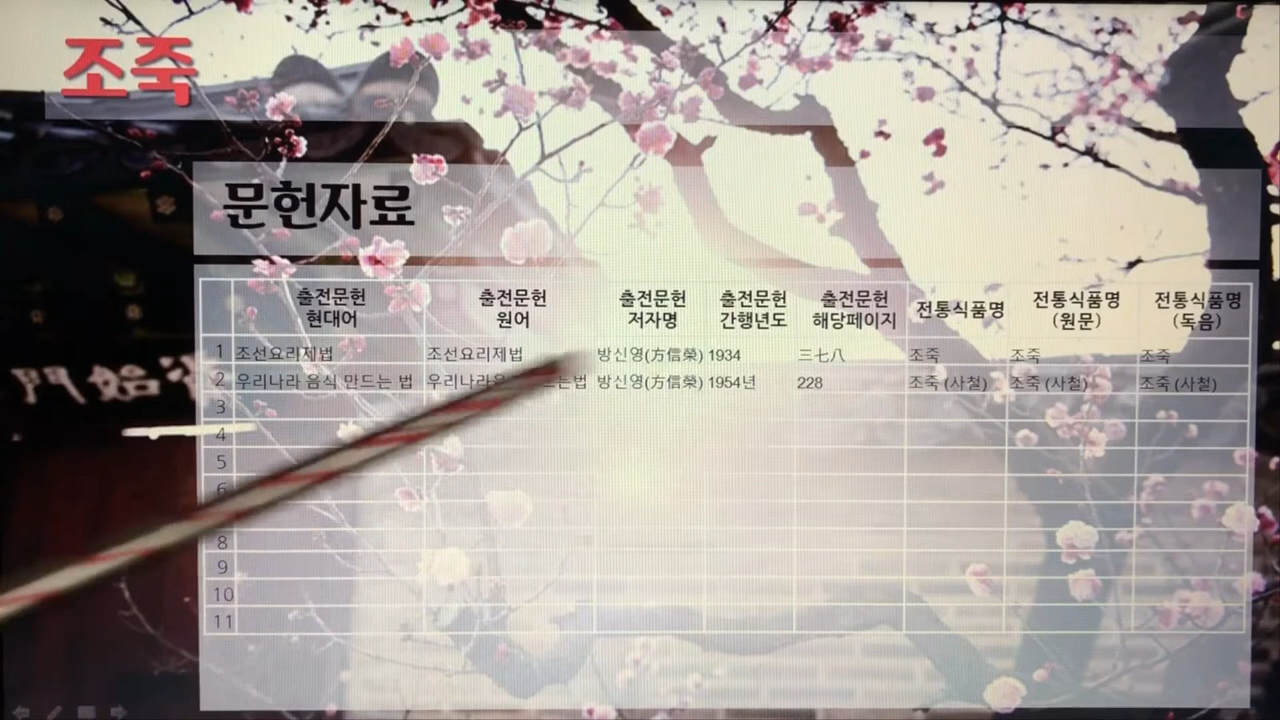 조죽
문헌자료
출전문헌 현대어 출전문헌 원어 출전문헌 저자명 출전문헌 간행년도 출전문헌 해당페이지 전통식품명 전통식품명 (원문) 전통식품명 (독음)
1 조선요리제법 조선요리제법 방신영(方信榮) 1934 三七八 조죽 조죽 조죽
2 우리나라 음식 만드는 법 방신영(方信榮) 1954년 228 조죽 (사철) 조죽 (사철) 조죽 (사철)
3
4
5
6
8
9
10
11
門始